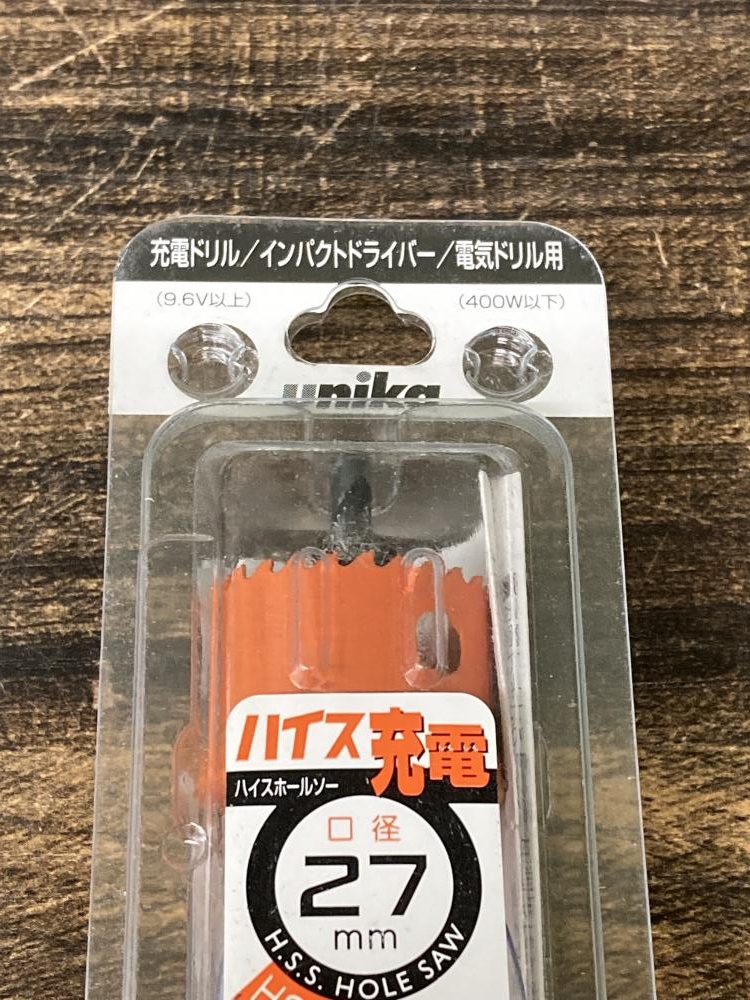 充電ドリル／インパクトドライバー／電気ドリル用
(9.6V以上)
(400W以下)
unika
ハイス充電
ハイスホールソー
口径
27
mm
H.S.S. HOLE SAW